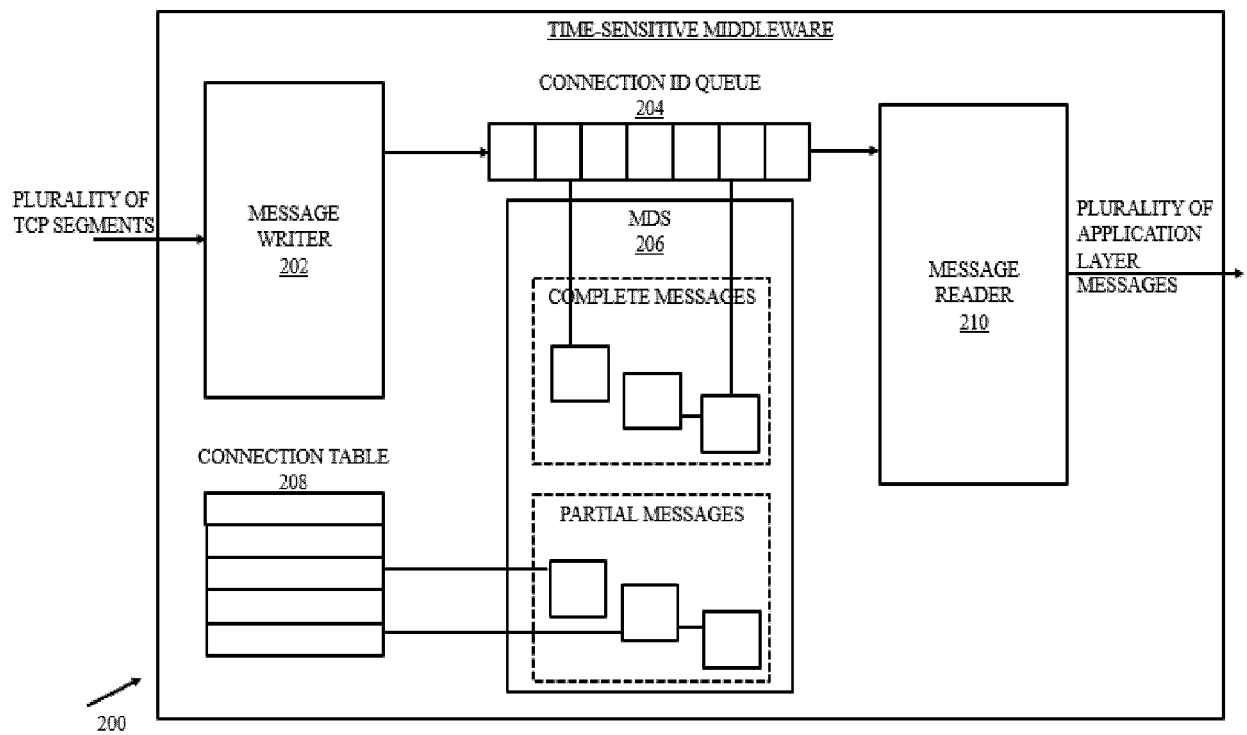 TIME-SENSITIVE MIDDLEWARE
CONNECTION ID QUEUE
204
PLURALITY OF
TCP SEGMENTS
MESSAGE
WRITER
202
MDS
206
COMPLETE MESSAGES
MESSAGE
READER
210
PLURALITY OF
APPLICATION
LAYER
MESSAGES
CONNECTION TABLE
208
PARTIAL MESSAGES
200